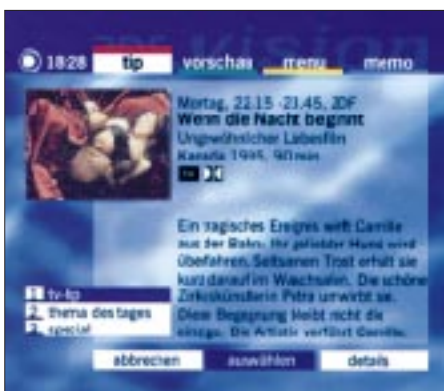 18:28 tip vorschau menu memo
Montag, 22.15 -23.45, ZDF
Wenn die Nacht beginnt
Ungewöhnlicher Liebesfilm
Kanada 1995, 90 min
Ein tragisches Ereignis wirft Camille
aus der Bahn: Ihr geliebter Hund wird
überfahren. Seltsamen Trost erhält sie
kurz darauf im Waschsalon. Die schöne
Zirkuskünstlerin Petra umwirbt sie.
Diese Begegnung bleibt nicht die
einzige. Die Artistin verführt Camille.
1 tv-tip
2 thema des tages
3 special
abbrechen auswählen details